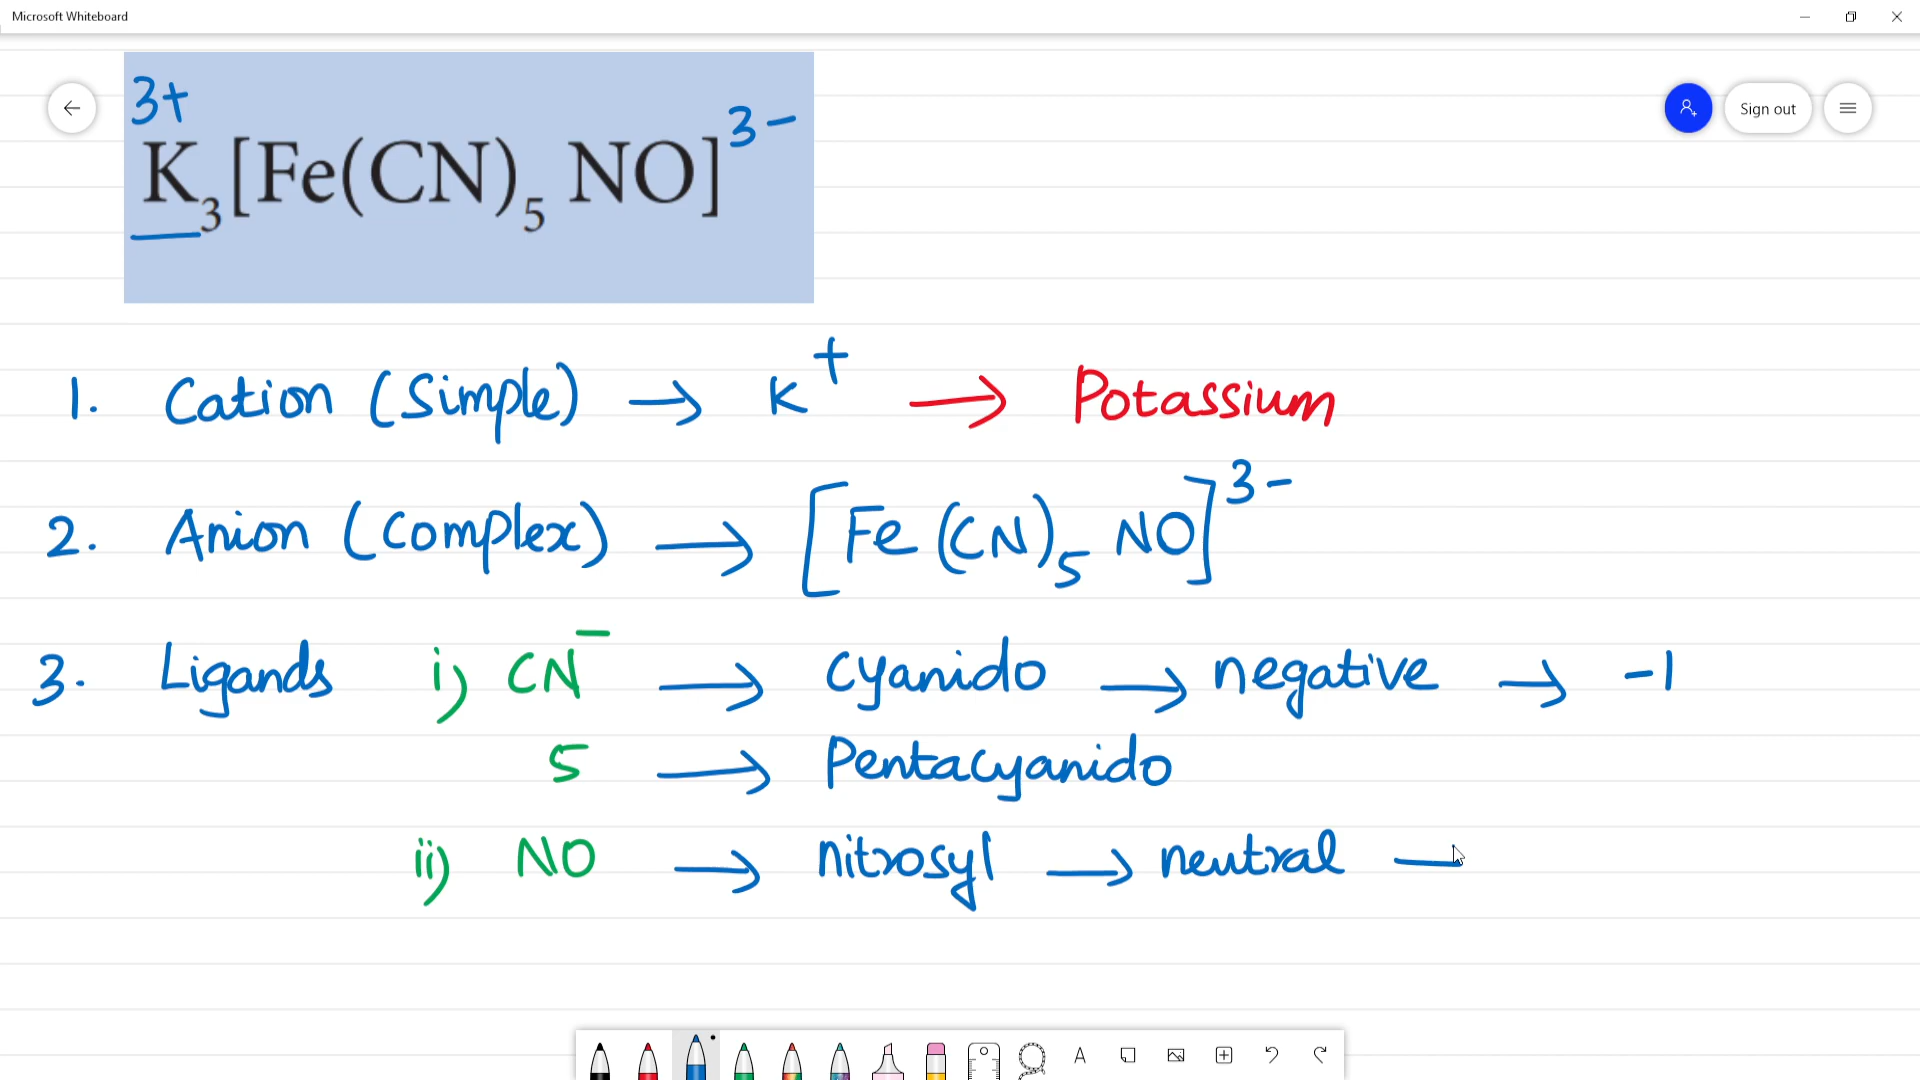 Microsoft Whiteboard
3+
K3[Fe(CN)5 NO]3-
Sign out
1. Cation (Simple) → K+ → Potassium
2. Anion (Complex) → [Fe(CN)5 NO]3-
3. Ligands i) CN- → Cyanido → negative → -1
5 → Pentacyanido
ii) NO → nitrosyl → neutral
A